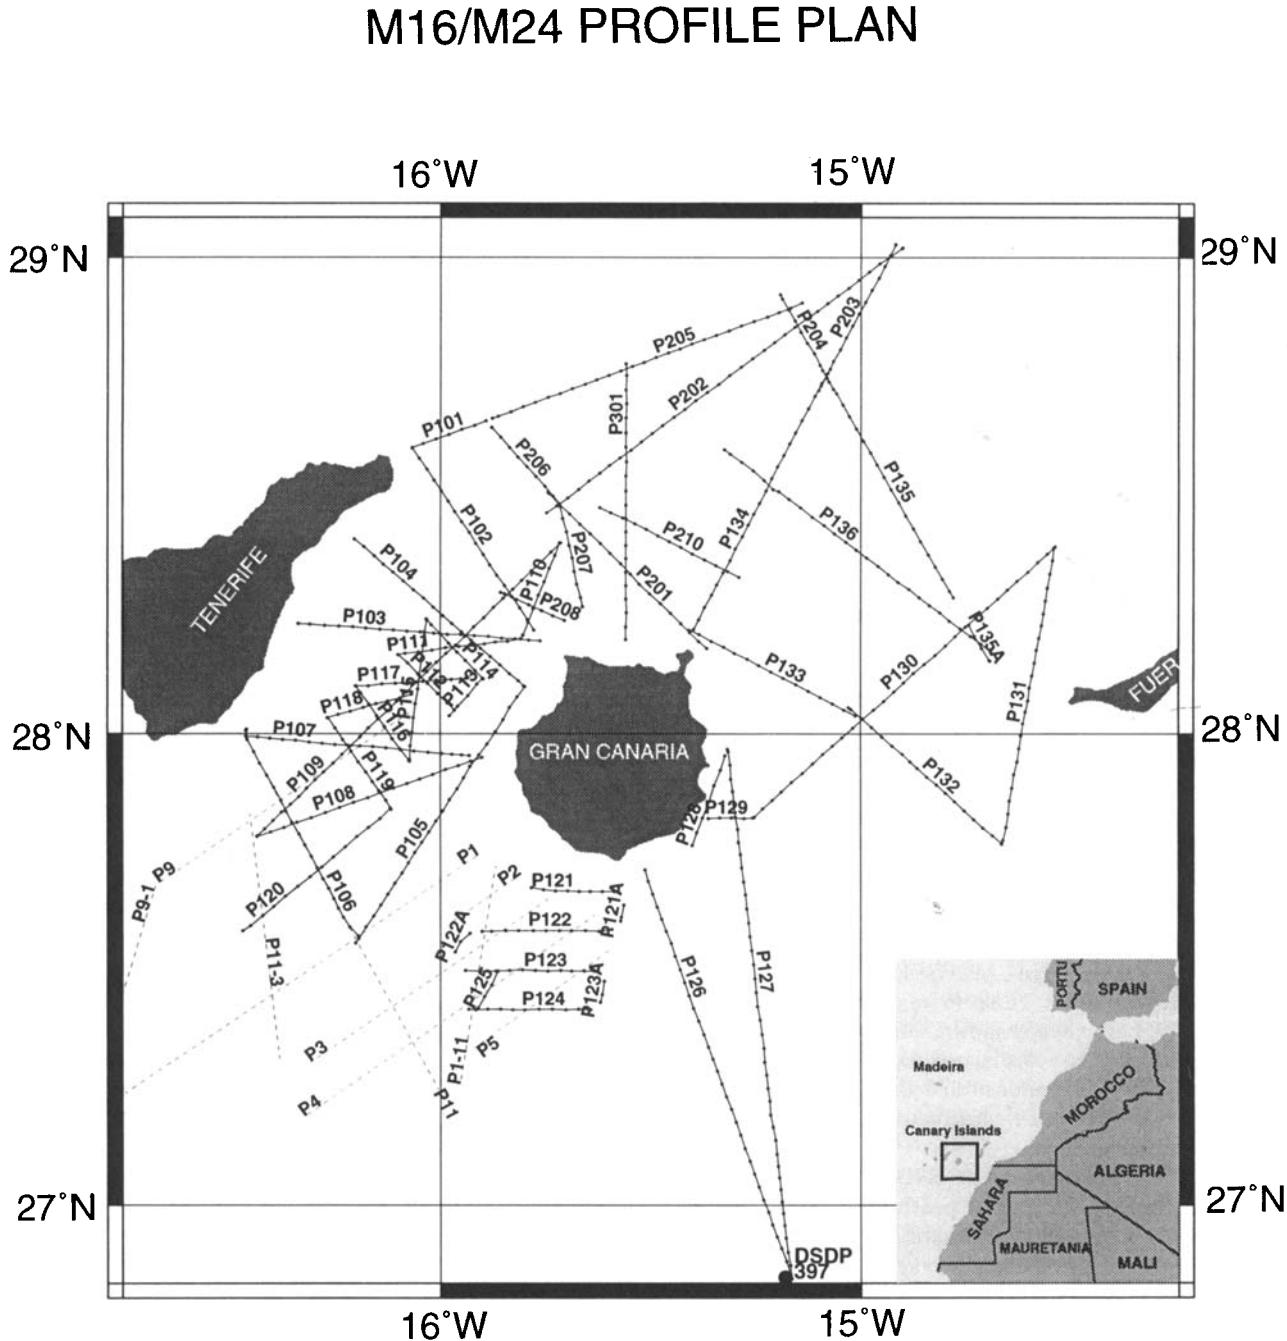 M16/M24 PROFILE PLAN
16°W
15°W
29°N
29°N
P203
P204
P205
P202
P301
P101
P206
P135
P102
P136
P134
P210
TENERIFE
P104
P110
P207
P201
P208
P103
P135A
P111
P114
P112
P133
P130
P117
P113
P115
FUER
P118
P131
P116
28°N
28°N
P107
GRAN CANARIA
P109
P119
P132
P108
P129
P128
P105
P1
P9
P2
P121
P9-1
P120
P106
P121A
P122
P122A
P11-3
P123
P127
P126
P125
P123A
P124
PORTU
SPAIN
P3
P5
P1-11
Madeira
MOROCCO
P4
P11
Canary Islands
ALGERIA
27°N
27°N
SAHARA
MAURETANIA
MALI
DSDP
397
16°W
15°W